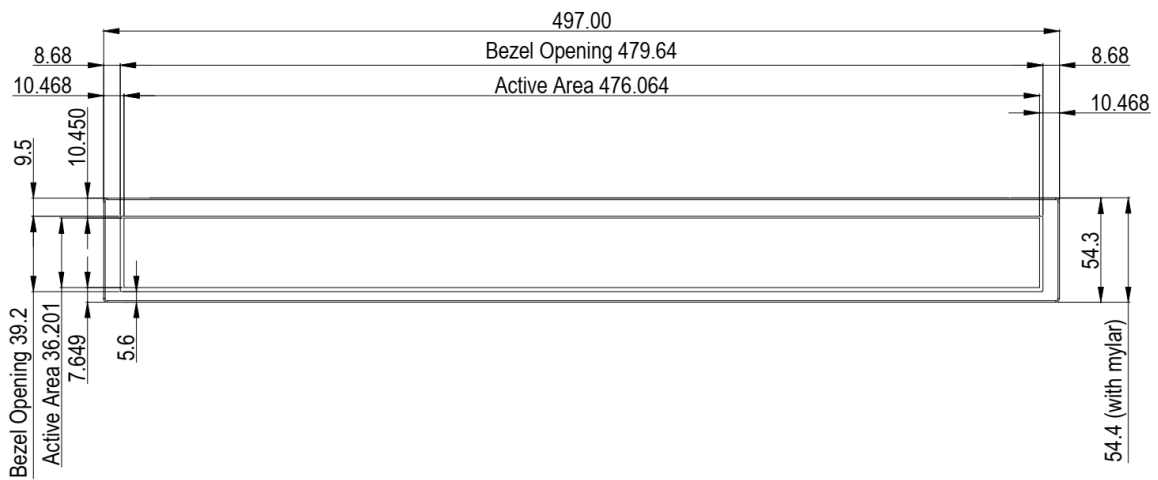 497.00
8.68
Bezel Opening 479.64
8.68
10.468
Active Area 476.064
10.468
9.5
10.450
54.3
54.4 (with mylar)
Bezel Opening 39.2
Active Area 36.201
7.649
5.6